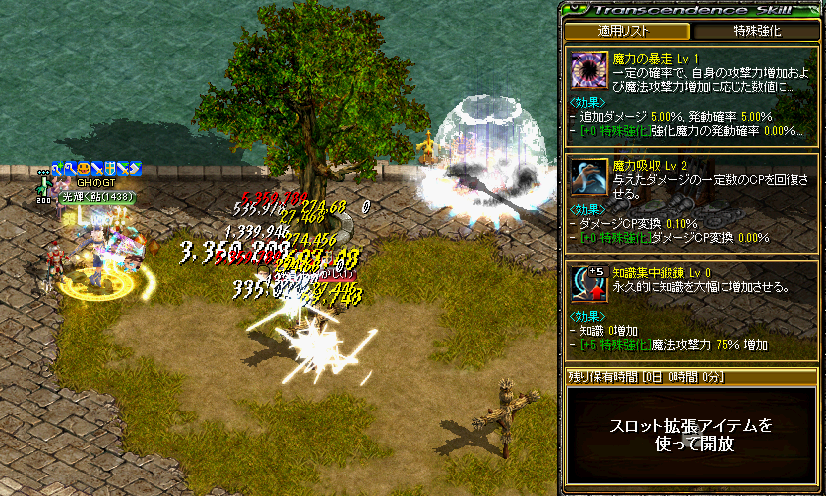 Transcendence Skill
適用リスト
特殊強化
魔力の暴走 Lv 1
一定の確率で、自身の攻撃力増加およ
び魔法攻撃力増加に応じた数値に...
<効果>
- 追加ダメージ 5.00%, 発動確率 5.00%
- [+0 特殊強化]強化魔力の発動確率 0.00%...
魔力吸収 Lv 2
与えたダメージの一定数のCPを回復さ
せる。
<効果>
- ダメージCP変換 0.10%
- [+0 特殊強化]ダメージCP変換 0.00%
+5
知識集中鍛錬 Lv 0
永久的に知識を大幅に増加させる。
<効果>
- 知識 0増加
- [+5 特殊強化]魔法攻撃力 75% 増加
残り保有時間 [0日 0時間 0分]
スロット拡張アイテムを
使って開放
GHのGT
200
1,339,946
3,350,209
0